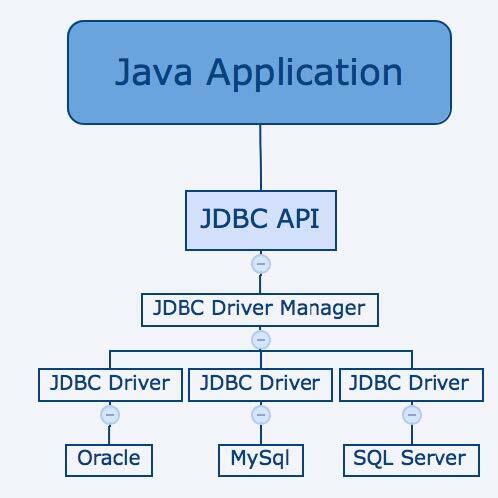 Java Application
JDBC API
JDBC Driver Manager
JDBC Driver
JDBC Driver
JDBC Driver
Oracle
MySql
SQL Server